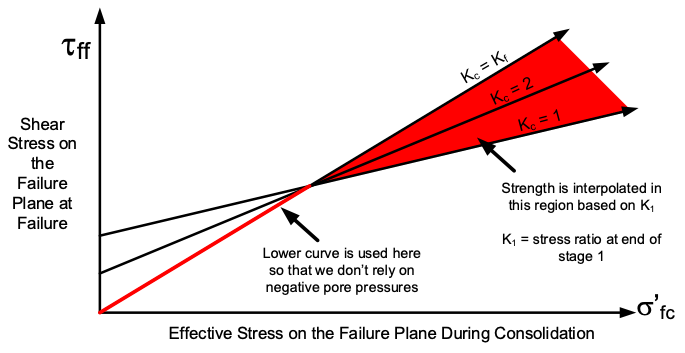 τff
Shear
Stress on
the
Failure
Plane at
Failure
Kc = Kf
Kc = 2
Kc = 1
Strength is interpolated in
this region based on K1
K1 = stress ratio at end of
stage 1
Lower curve is used here
so that we don't rely on
negative pore pressures
σ'fc
Effective Stress on the Failure Plane During Consolidation